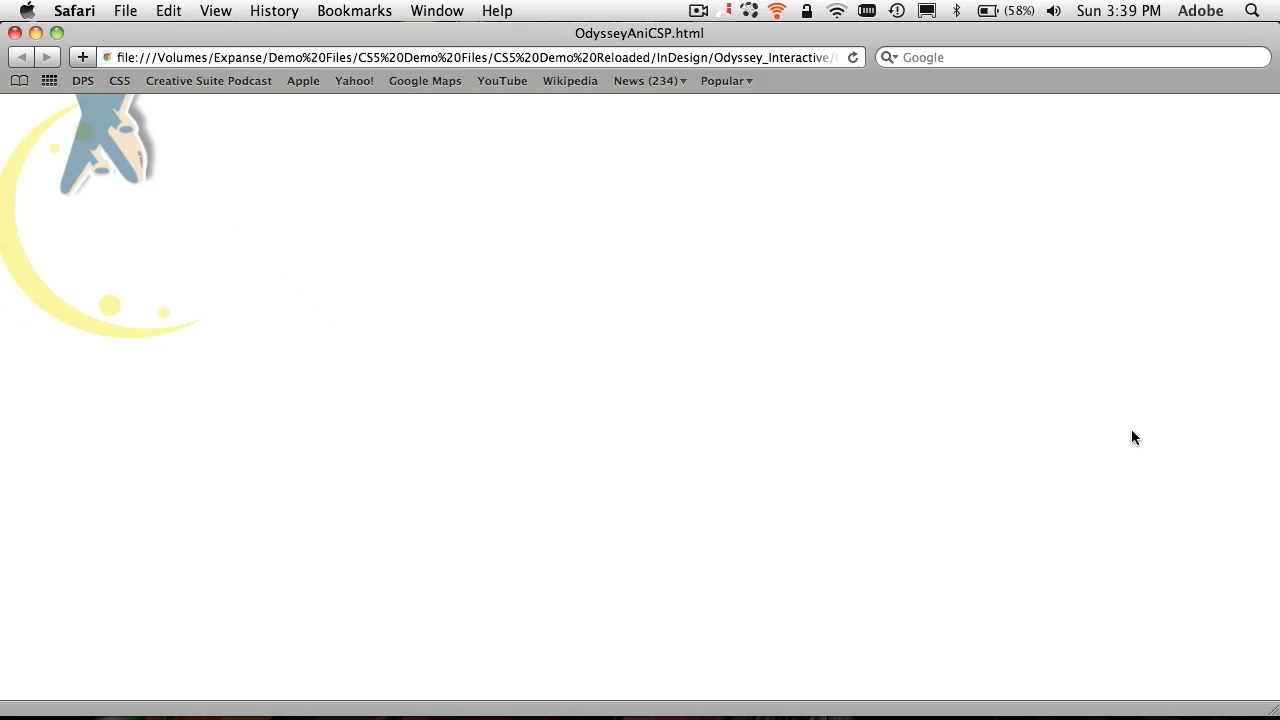 Safari File Edit View History Bookmarks Window Help (58%) Sun 3:39 PM Adobe
OdysseyAniCSP.html
file:///Volumes/Expanse/Demo%20Files/CS5%20Demo%20Files/CS5%20Demo%20Reloaded/InDesign/Odyssey_Interactive/ Google
DPS CS5 Creative Suite Postcast Apple Yahoo! Google Maps YouTube Wikipedia News (234) Popular